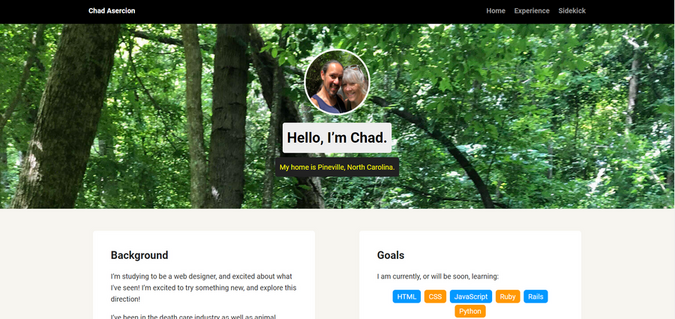 Chad Asercion
Home Experience Sidekick
Hello, I'm Chad.
My home is Pineville, North Carolina.
Background
I'm studying to be a web designer, and excited about what
I've seen! I'm excited to try something new, and explore this
direction!
I've been in the death care industry as well as animal
Goals
I am currently, or will be soon, learning:
HTML CSS JavaScript Ruby Rails
Python